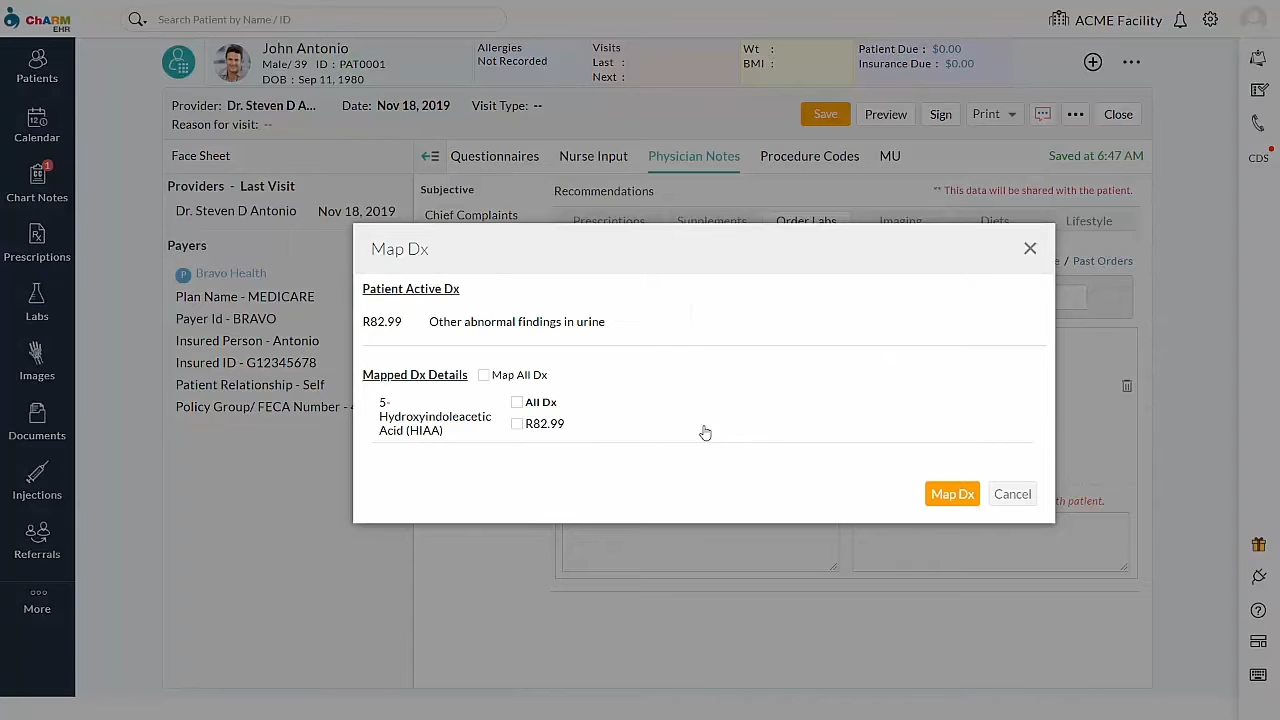 ChARM
EHR
Search Patient by Name / ID
ACME Facility
Patients
Calendar
1
Chart Notes
Prescriptions
Labs
Images
Documents
Injections
Referrals
More
John Antonio
Male/ 39 ID : PAT0001
DOB : Sep 11, 1980
Allergies
Not Recorded
Visits
Last :
Next :
Wt :
BMI :
Patient Due : $0.00
Insurance Due : $0.00
Provider: Dr. Steven D A... Date: Nov 18, 2019 Visit Type: --
Reason for visit: --
Save Preview Sign Print Close
Face Sheet
Questionnaires Nurse Input Physician Notes Procedure Codes MU Saved at 6:47 AM
CDS
Providers - Last Visit
Dr. Steven D Antonio Nov 18, 2019
Payers
P Bravo Health
Plan Name - MEDICARE
Payer Id - BRAVO
Insured Person - Antonio
Insured ID - G12345678
Patient Relationship - Self
Policy Group/ FECA Number -
Subjective
Chief Complaints
Recommendations ** This data will be shared with the patient.
Prescriptions Supplements Order Labs Imaging Diets Lifestyle
/ Past Orders
Map Dx
Patient Active Dx
R82.99 Other abnormal findings in urine
Mapped Dx Details Map All Dx
5-
Hydroxyindoleacetic
Acid (HIAA)
All Dx
R82.99
Map Dx Cancel
patient.